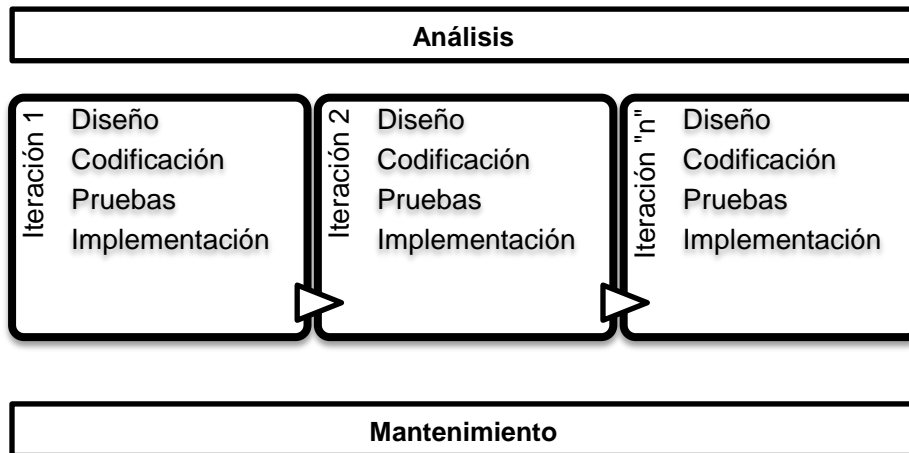 Análisis
Iteración 1
Diseño
Codificación
Pruebas
Implementación
Iteración 2
Diseño
Codificación
Pruebas
Implementación
Iteración "n"
Diseño
Codificación
Pruebas
Implementación
Mantenimiento